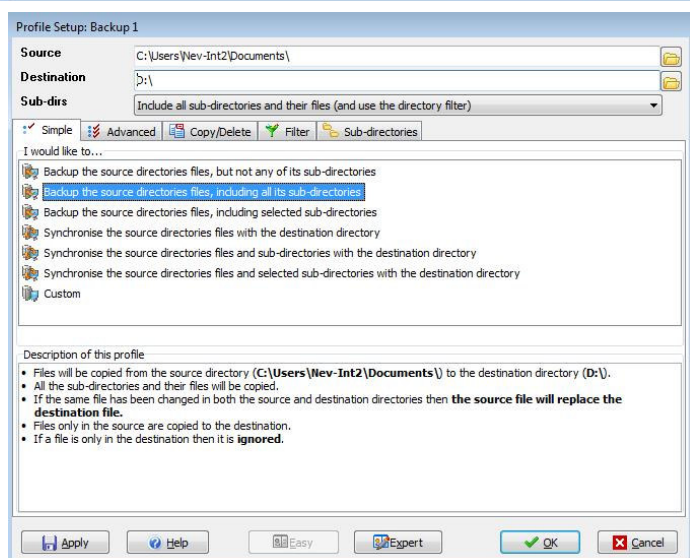 Profile Setup: Backup 1
Source C:\Users\Nev-Int2\Documents\
Destination D:\
Sub-dirs Include all sub-directories and their files (and use the directory filter)
Simple Advanced Copy/Delete Filter Sub-directories
I would like to...
Backup the source directories files, but not any of its sub-directories
Backup the source directories files, including all its sub-directories
Backup the source directories files, including selected sub-directories
Synchronise the source directories files with the destination directory
Synchronise the source directories files and sub-directories with the destination directory
Synchronise the source directories files and selected sub-directories with the destination directory
Custom
Description of this profile
• Files will be copied from the source directory (C:\Users\Nev-Int2\Documents\) to the destination directory (D:\).
• All the sub-directories and their files will be copied.
• If the same file has been changed in both the source and destination directories then the source file will replace the
destination file.
• Files only in the source are copied to the destination.
• If a file is only in the destination then it is ignored.
Apply Help Easy Expert OK Cancel